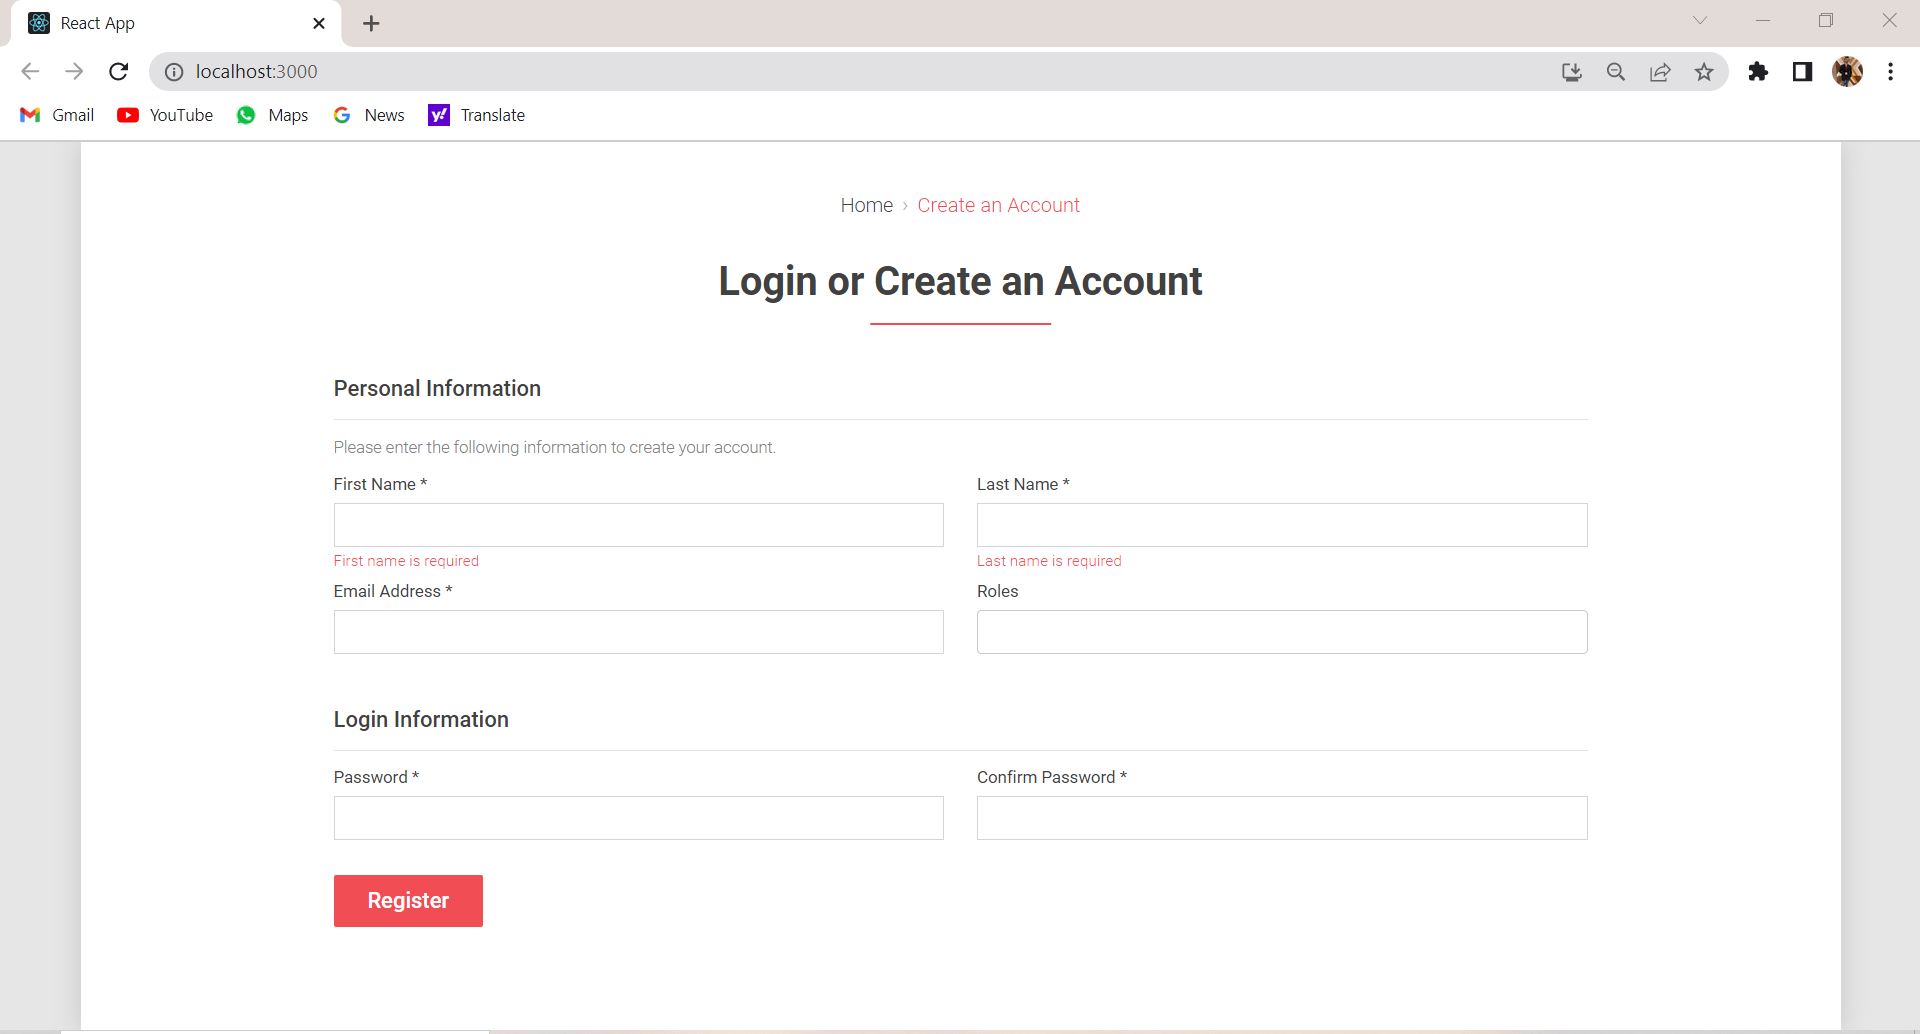 React App
localhost:3000
Gmail YouTube Maps News Translate
Home › Create an Account
Login or Create an Account
Personal Information
Please enter the following information to create your account.
First Name * Last Name *
First name is required Last name is required
Email Address * Roles
Login Information
Password * Confirm Password *
Register